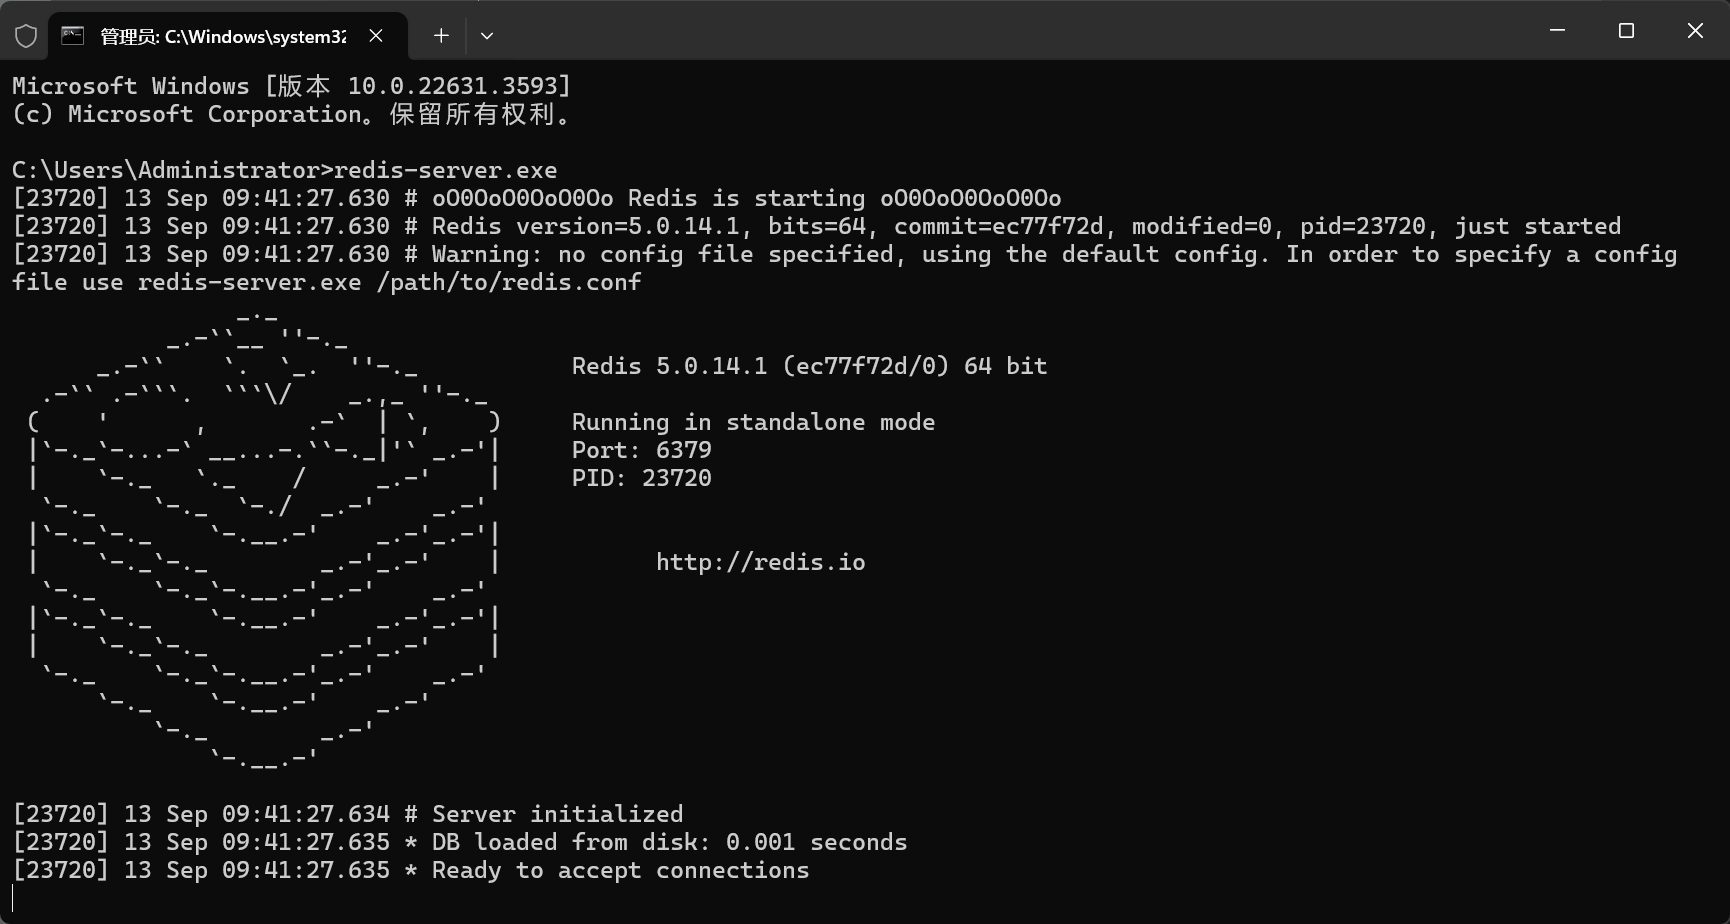 管理员: C:\Windows\system32
Microsoft Windows [版本 10.0.22631.3593]
(c) Microsoft Corporation。保留所有权利。
C:\Users\Administrator>redis-server.exe
[23720] 13 Sep 09:41:27.630 # oO0OoO0OoO0Oo Redis is starting oO0OoO0OoO0Oo
[23720] 13 Sep 09:41:27.630 # Redis version=5.0.14.1, bits=64, commit=ec77f72d, modified=0, pid=23720, just started
[23720] 13 Sep 09:41:27.630 # Warning: no config file specified, using the default config. In order to specify a config
file use redis-server.exe /path/to/redis.conf
Redis 5.0.14.1 (ec77f72d/0) 64 bit
Running in standalone mode
Port: 6379
PID: 23720
http://redis.io
[23720] 13 Sep 09:41:27.634 # Server initialized
[23720] 13 Sep 09:41:27.635 * DB loaded from disk: 0.001 seconds
[23720] 13 Sep 09:41:27.635 * Ready to accept connections